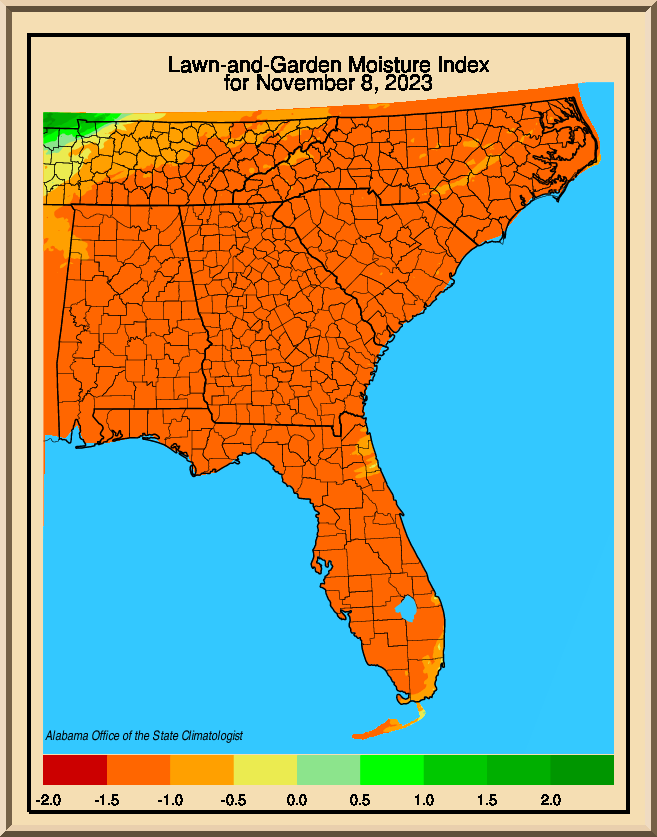 Lawn-and-Garden Moisture Index
for November 8, 2023
Alabama Office of the State Climatologist
-2.0 -1.5 -1.0 -0.5 0.0 0.5 1.0 1.5 2.0